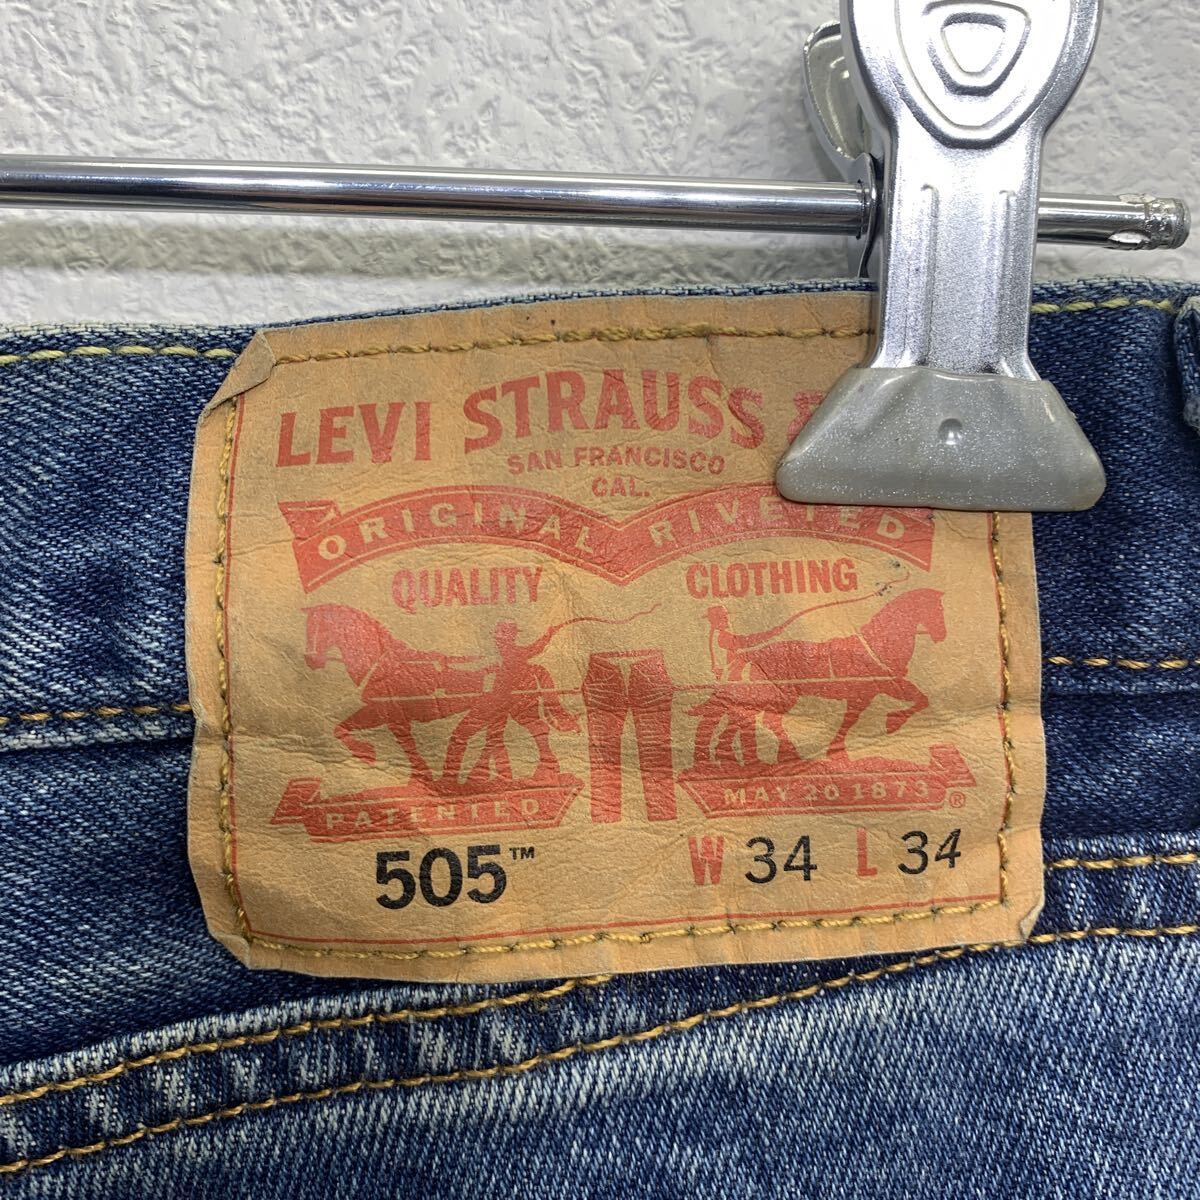 LEVI STRAUSS &
SAN FRANCISCO
CAL.
ORIGINAL RIVETED
QUALITY CLOTHING
PATENTED MAY 20 1873 ®
505™ W 34 L 34